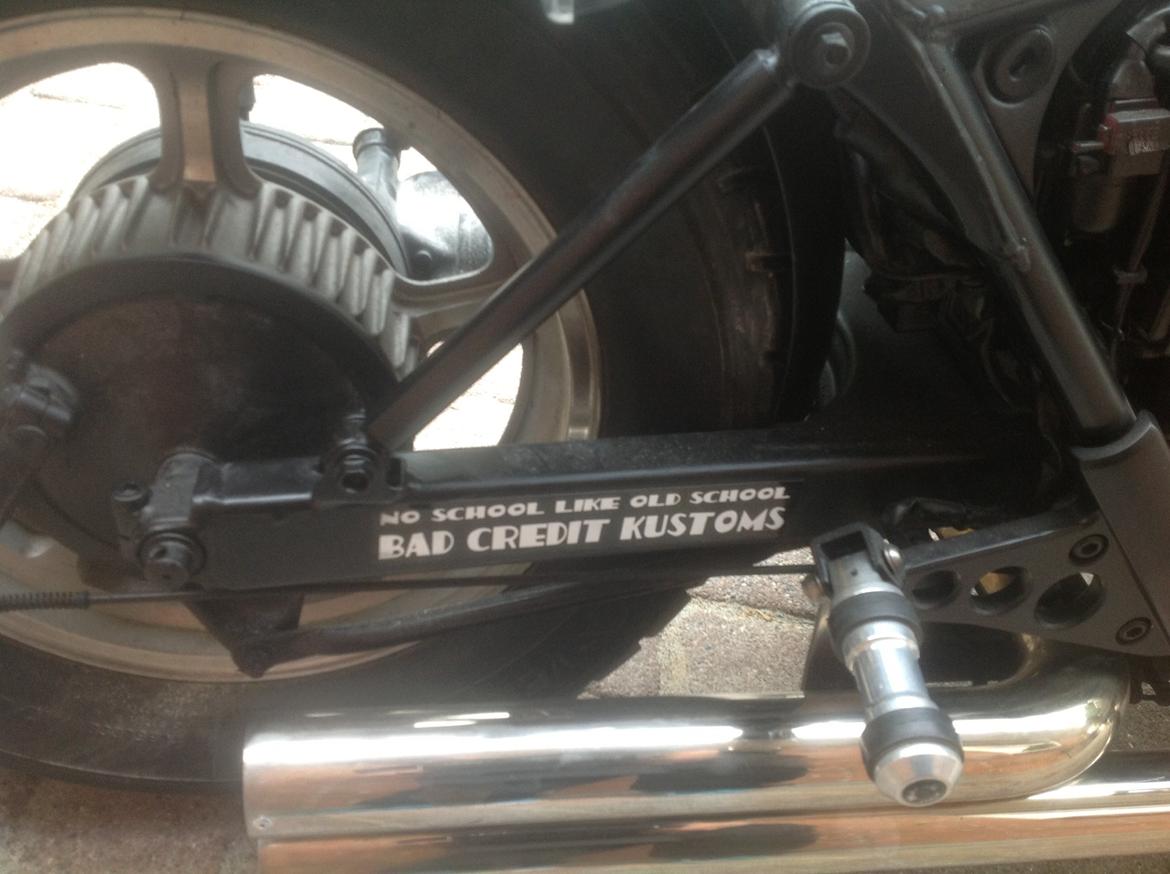 NO SCHOOL LIKE OLD SCHOOL
BAD CREDIT KUSTOMS